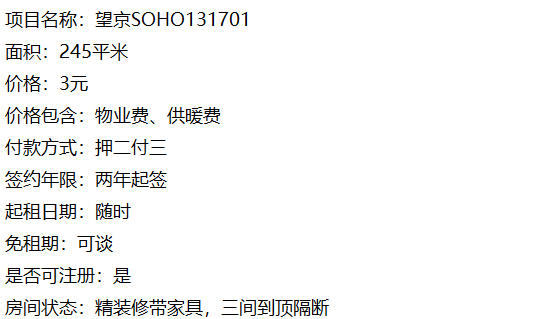 项目名称：望京SOHO131701
面积：245平米
价格：3元
价格包含：物业费、供暖费
付款方式：押二付三
签约年限：两年起签
起租日期：随时
免租期：可谈
是否可注册：是
房间状态：精装修带家具，三间到顶隔断